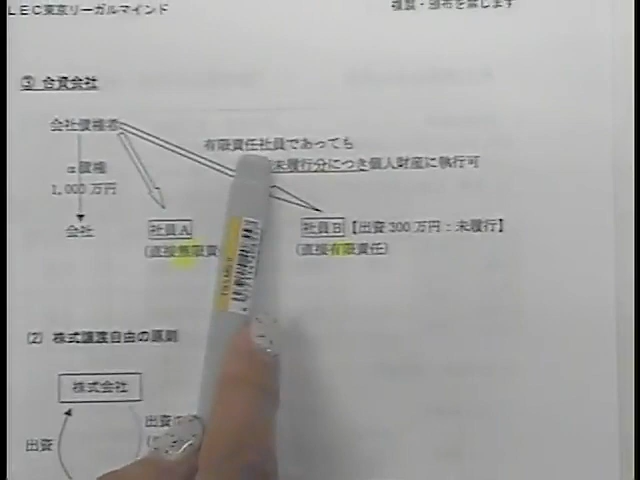 LEC東京リーガルマインド
複製・頒布を禁じます
③ 合資会社
会社債権者
有限責任社員であっても
未履行分につき個人財産に執行可
α債権
1,000万円
会社
社員A
社員B【出資300万円:未履行】
(直接無限責
(直接有限責任)
(2) 株式譲渡自由の原則
株式会社
出資
出資